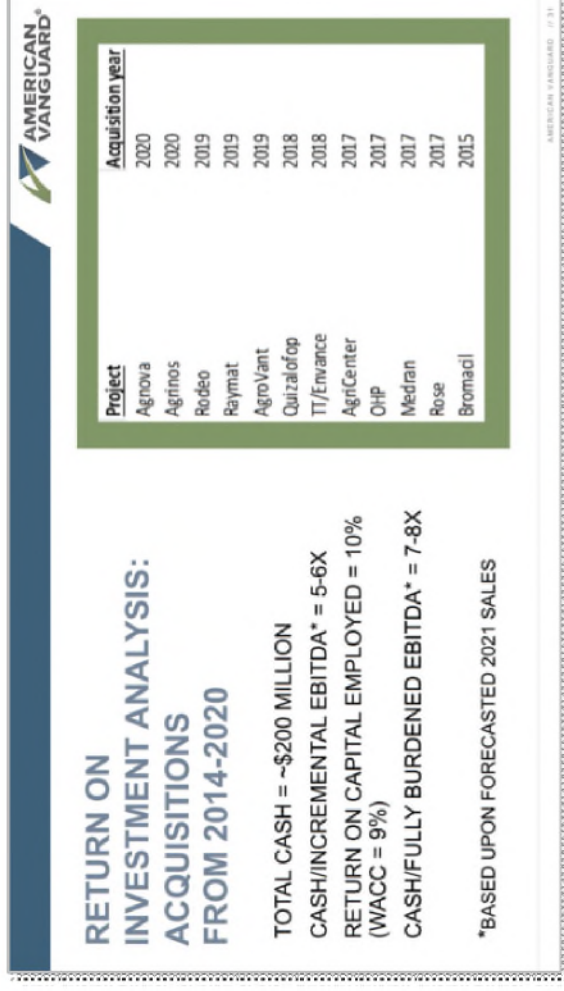 AMERICAN
VANGUARD®
RETURN ON
INVESTMENT ANALYSIS:
ACQUISITIONS
FROM 2014-2020
TOTAL CASH = ~$200 MILLION
CASH/INCREMENTAL EBITDA* = 5-6X
RETURN ON CAPITAL EMPLOYED = 10%
(WACC = 9%)
CASH/FULLY BURDENED EBITDA* = 7-8X
*BASED UPON FORECASTED 2021 SALES
Project Acquisition year
Agnova 2020
Agrinos 2020
Rodeo 2019
Raymat 2019
AgroVant 2019
Quizalofop 2018
TT/Envance 2018
AgriCenter 2017
OHP 2017
Medran 2017
Rose 2017
Bromacil 2015
AMERICAN VANGUARD // 31